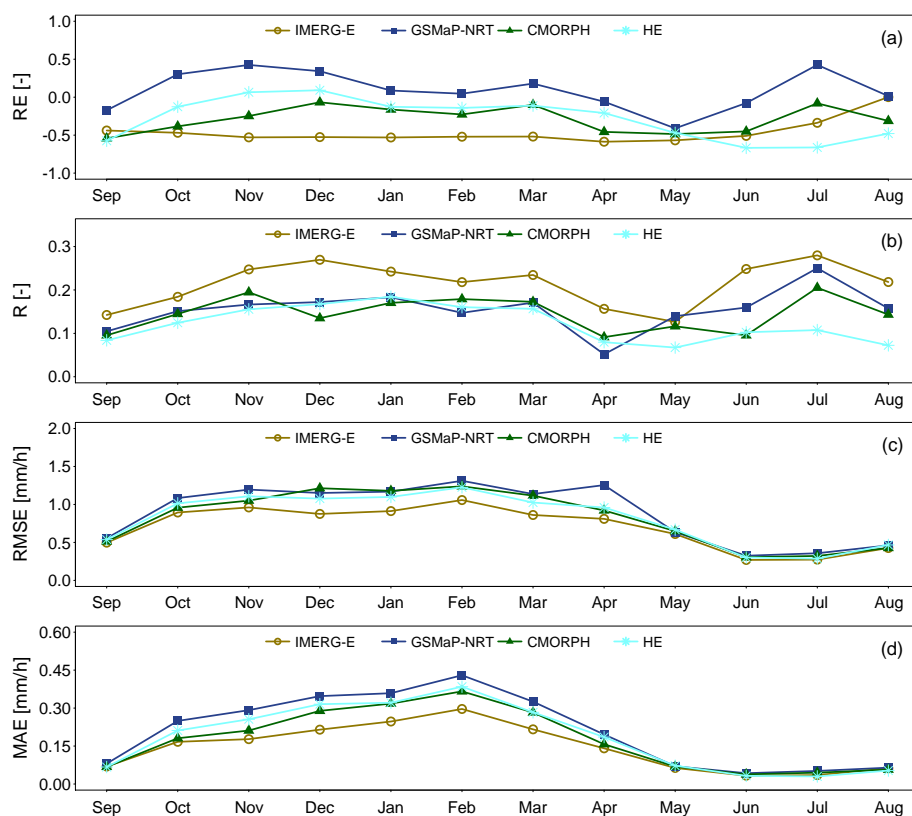 1.0
IMERG-E GSMaP-NRT CMORPH HE
(a)
0.5
0.0
-0.5
-1.0
RE [-]
Sep Oct Nov Dec Jan Feb Mar Apr May Jun Jul Aug
IMERG-E GSMaP-NRT CMORPH HE
(b)
0.3
0.2
0.1
0.0
R [-]
Sep Oct Nov Dec Jan Feb Mar Apr May Jun Jul Aug
2.0
IMERG-E GSMaP-NRT CMORPH HE
(c)
1.5
1.0
0.5
0.0
RMSE [mm/h]
Sep Oct Nov Dec Jan Feb Mar Apr May Jun Jul Aug
0.60
IMERG-E GSMaP-NRT CMORPH HE
(d)
0.45
0.30
0.15
0.00
MAE [mm/h]
Sep Oct Nov Dec Jan Feb Mar Apr May Jun Jul Aug